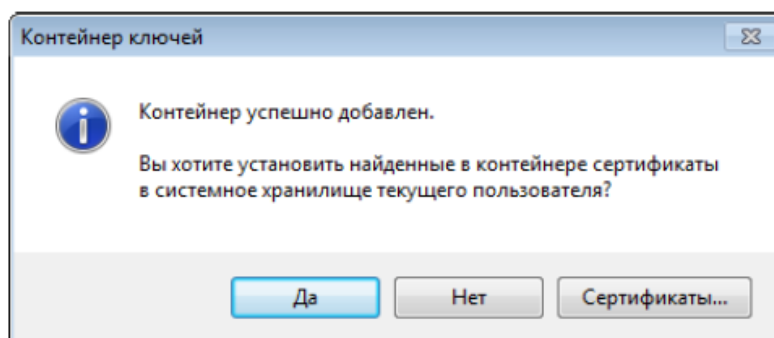 Контейнер ключей
Контейнер успешно добавлен.
Вы хотите установить найденные в контейнере сертификаты
в системное хранилище текущего пользователя?
Да
Нет
Сертификаты...